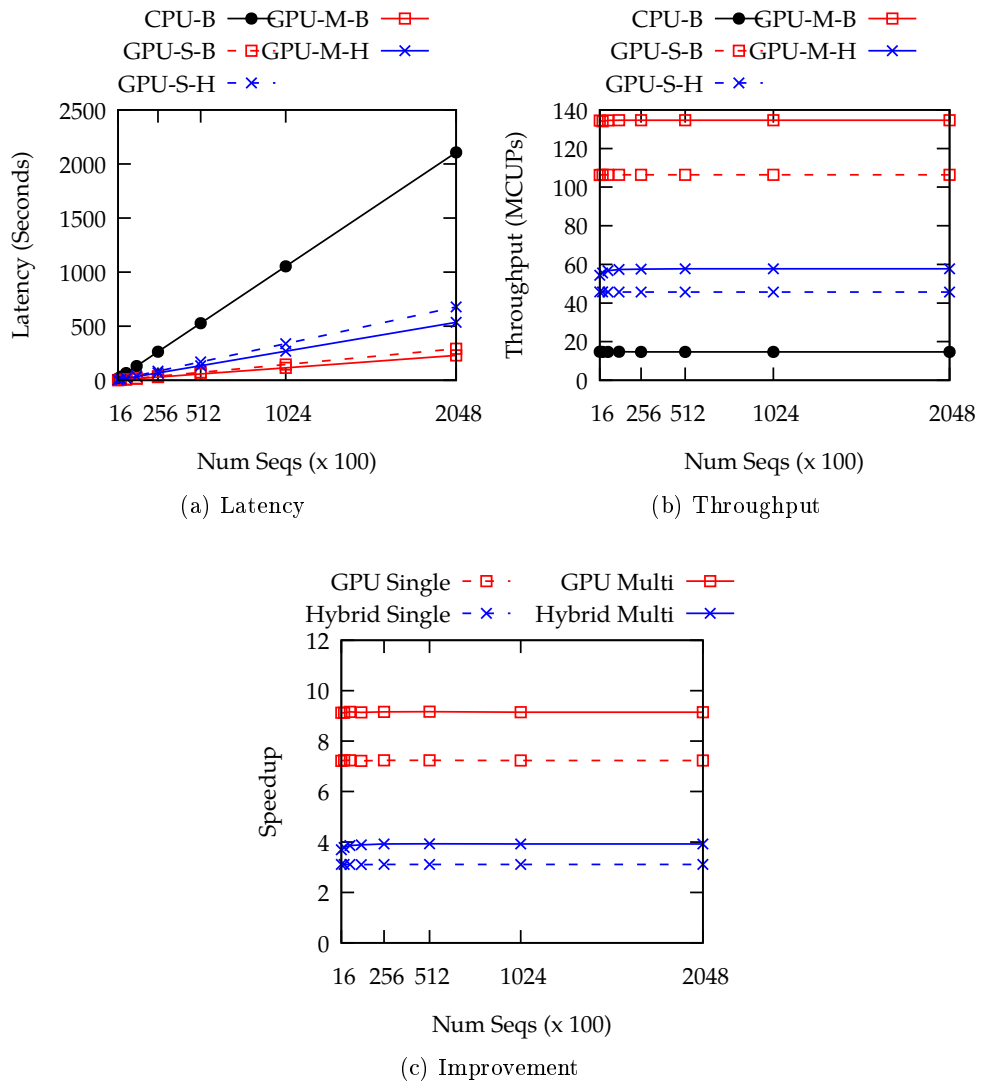 CPU-B GPU-M-B
GPU-S-B GPU-M-H
GPU-S-H
2500
2000
1500
1000
500
0
Latency (Seconds)
16 256 512 1024 2048
Num Seqs (x 100)
(a) Latency
CPU-B GPU-M-B
GPU-S-B GPU-M-H
GPU-S-H
140
120
100
80
60
40
20
0
Throughput (MCUPs)
16 256 512 1024 2048
Num Seqs (x 100)
(b) Throughput
GPU Single GPU Multi
Hybrid Single Hybrid Multi
12
10
8
6
4
2
0
Speedup
16 256 512 1024 2048
Num Seqs (x 100)
(c) Improvement